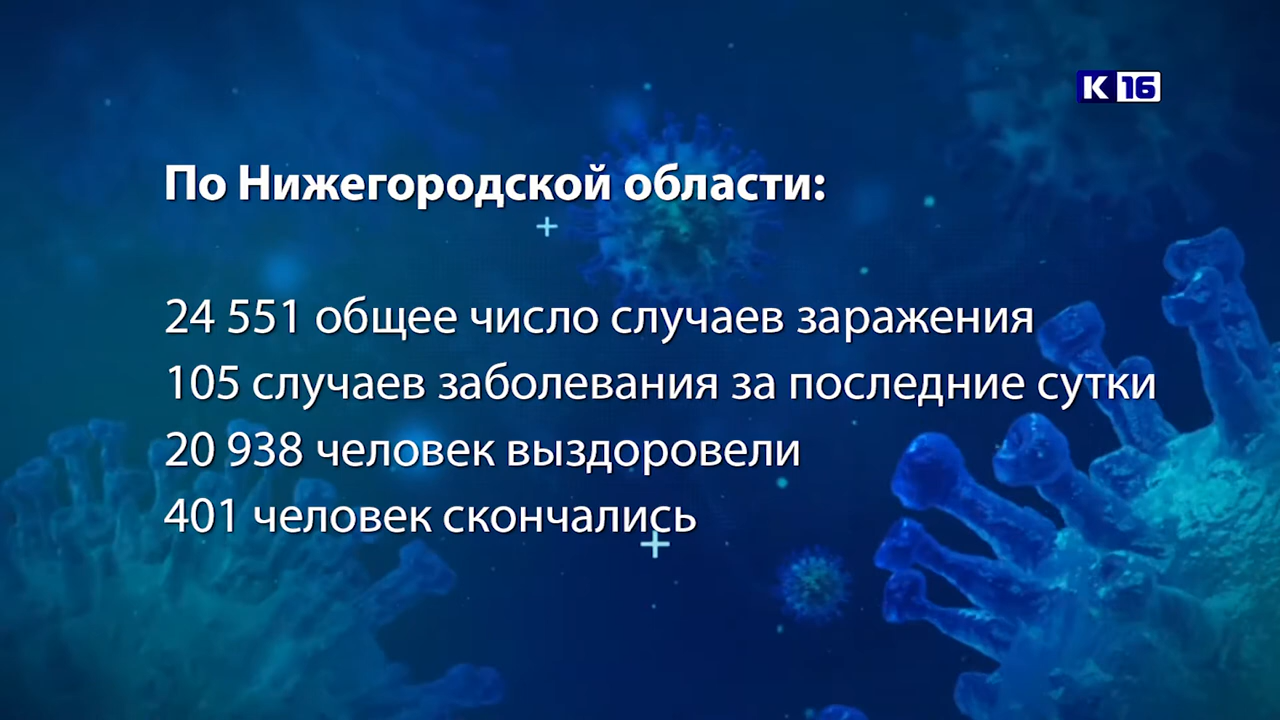 К 16
По Нижегородской области:
24 551 общее число случаев заражения
105 случаев заболевания за последние сутки
20 938 человек выздоровели
401 человек скончались